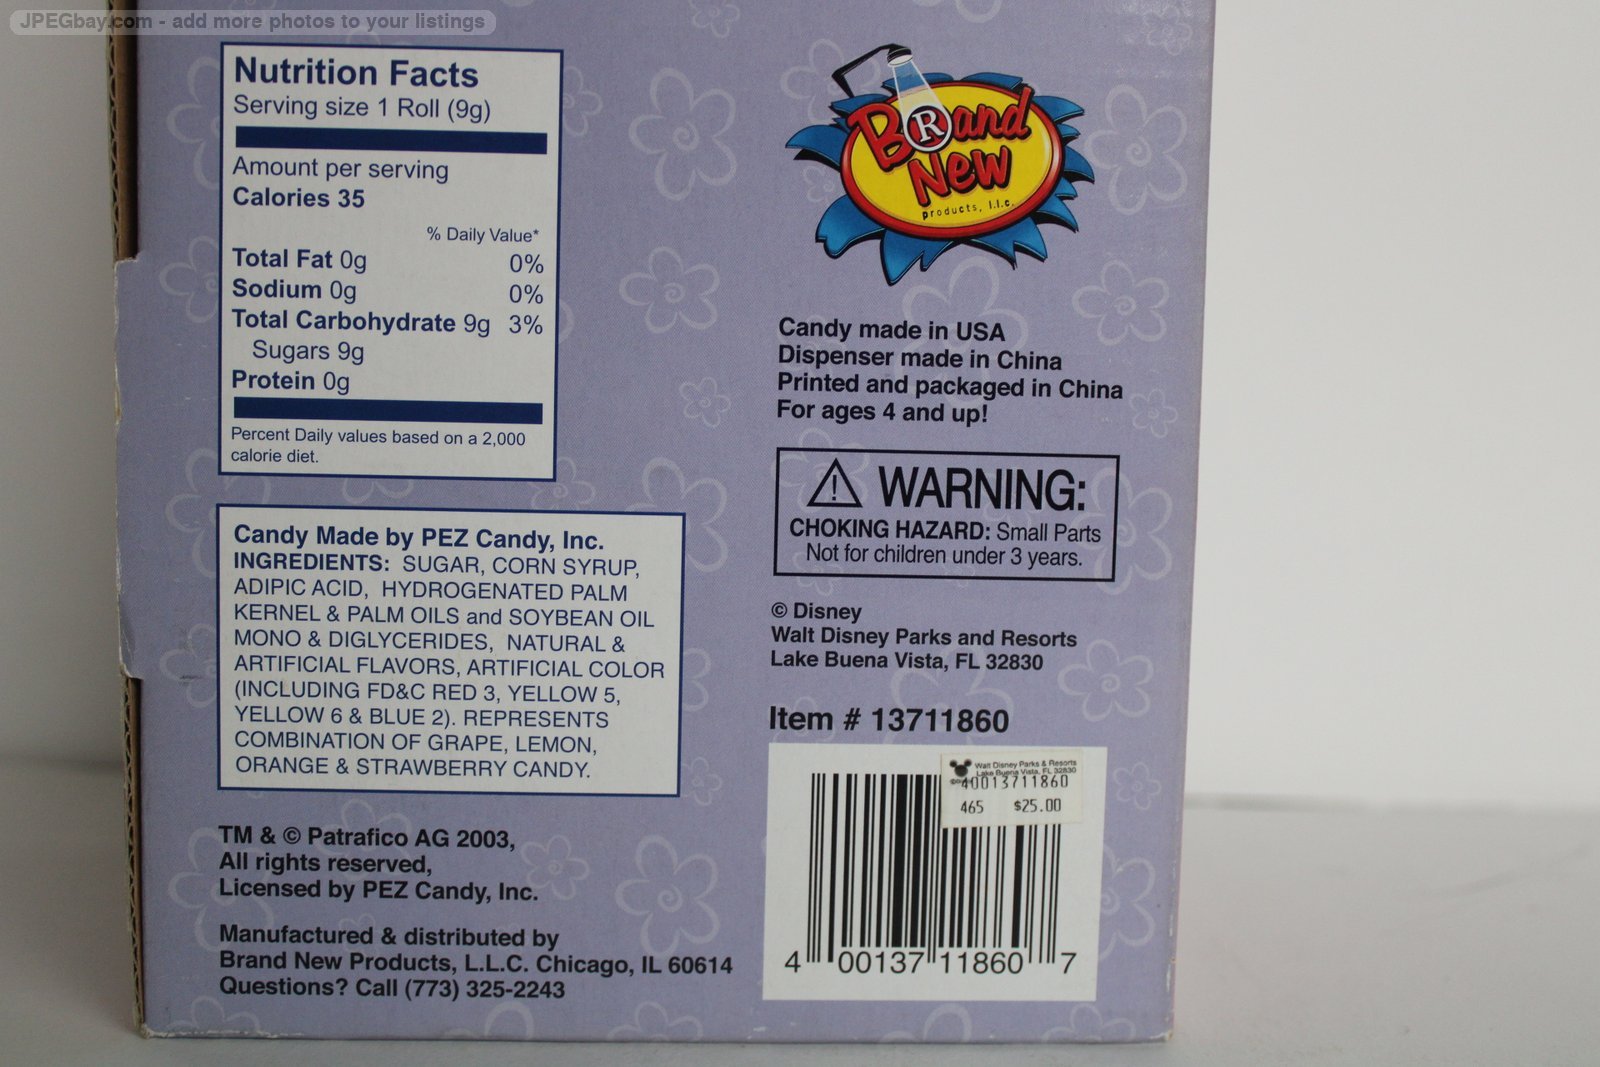 JPEGbay.com - add more photos to your listings
Nutrition Facts
Serving size 1 Roll (9g)
Amount per serving
Calories 35
% Daily Value*
Total Fat 0g 0%
Sodium 0g 0%
Total Carbohydrate 9g 3%
Sugars 9g
Protein 0g
Percent Daily values based on a 2,000
calorie diet.
Candy Made by PEZ Candy, Inc.
INGREDIENTS: SUGAR, CORN SYRUP,
ADIPIC ACID, HYDROGENATED PALM
KERNEL & PALM OILS and SOYBEAN OIL
MONO & DIGLYCERIDES, NATURAL &
ARTIFICIAL FLAVORS, ARTIFICIAL COLOR
(INCLUDING FD&C RED 3, YELLOW 5,
YELLOW 6 & BLUE 2). REPRESENTS
COMBINATION OF GRAPE, LEMON,
ORANGE & STRAWBERRY CANDY.
TM & © Patrafico AG 2003,
All rights reserved,
Licensed by PEZ Candy, Inc.
Manufactured & distributed by
Brand New Products, L.L.C. Chicago, IL 60614
Questions? Call (773) 325-2243
BRand
New
products, l.l.c.
Candy made in USA
Dispenser made in China
Printed and packaged in China
For ages 4 and up!
WARNING:
CHOKING HAZARD: Small Parts
Not for children under 3 years.
© Disney
Walt Disney Parks and Resorts
Lake Buena Vista, FL 32830
Item # 13711860
Walt Disney Parks & Resorts
Lake Buena Vista, FL 32830
40013711860
465 $25.00
4 00137 11860 7